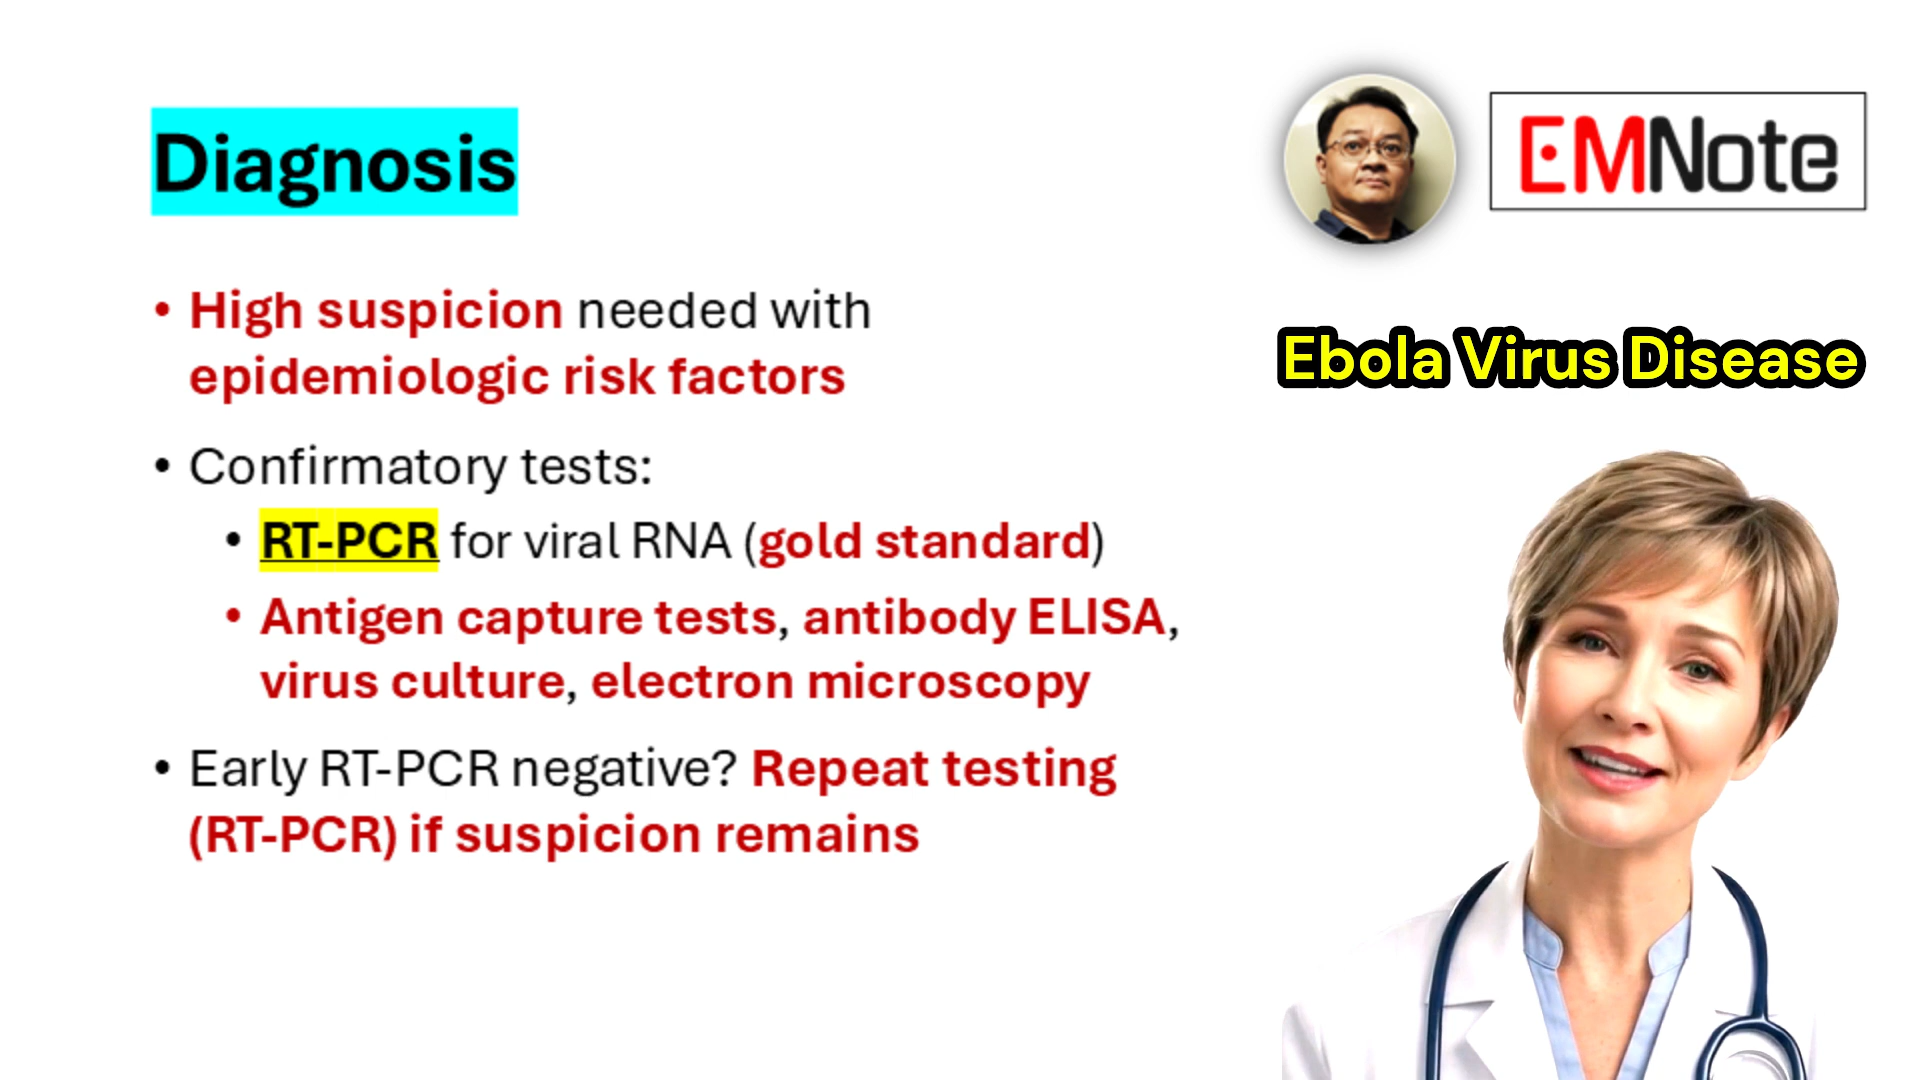 Diagnosis
• High suspicion needed with
epidemiologic risk factors
• Confirmatory tests:
• RT-PCR for viral RNA (gold standard)
• Antigen capture tests, antibody ELISA,
virus culture, electron microscopy
• Early RT-PCR negative? Repeat testing
(RT-PCR) if suspicion remains
EMNote
Ebola Virus Disease